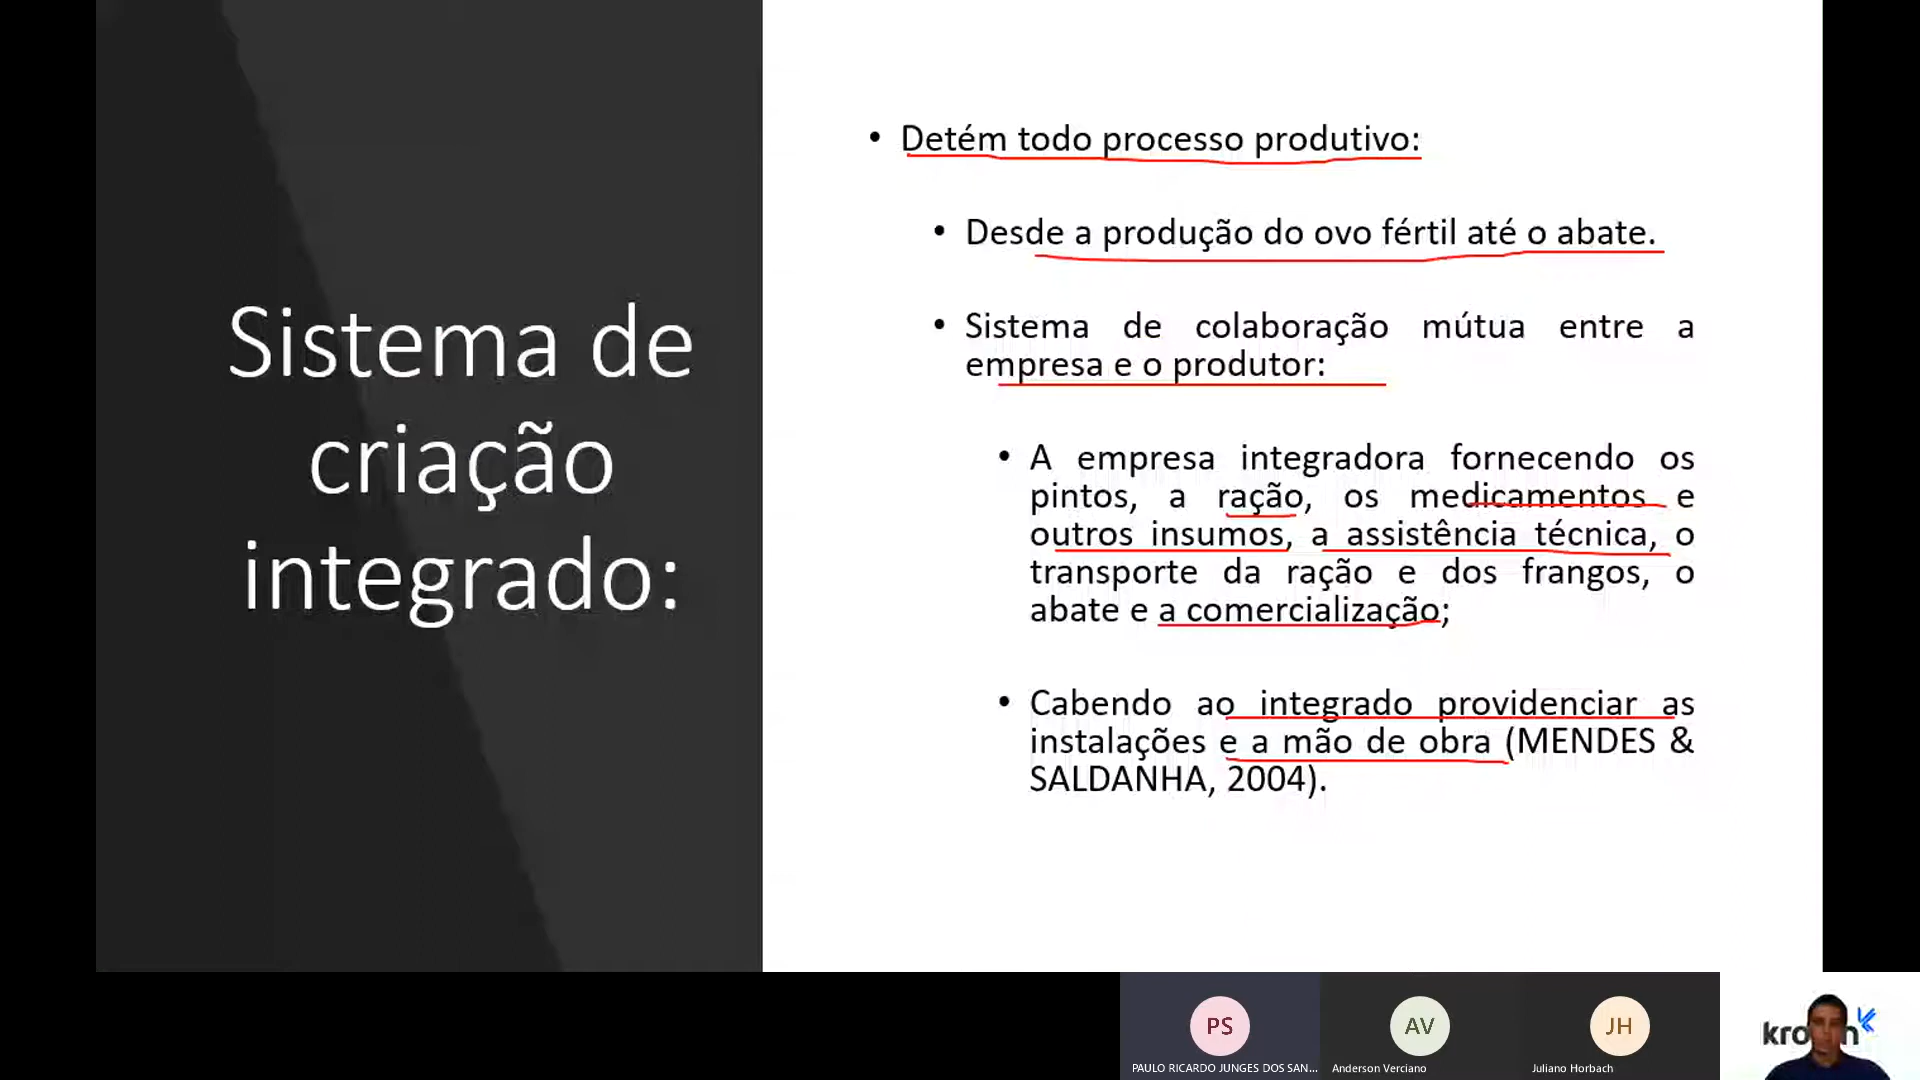 Sistema de
criação
integrado:
• Detém todo processo produtivo:
• Desde a produção do ovo fértil até o abate.
• Sistema de colaboração mútua entre a
empresa e o produtor:
• A empresa integradora fornecendo os
pintos, a ração, os medicamentos e
outros insumos, a assistência técnica, o
transporte da ração e dos frangos, o
abate e a comercialização;
• Cabendo ao integrado providenciar as
instalações e a mão de obra (MENDES &
SALDANHA, 2004).
PS
PAULO RICARDO JUNGES DOS SAN...
AV
Anderson Verciano
JH
Juliano Horbach